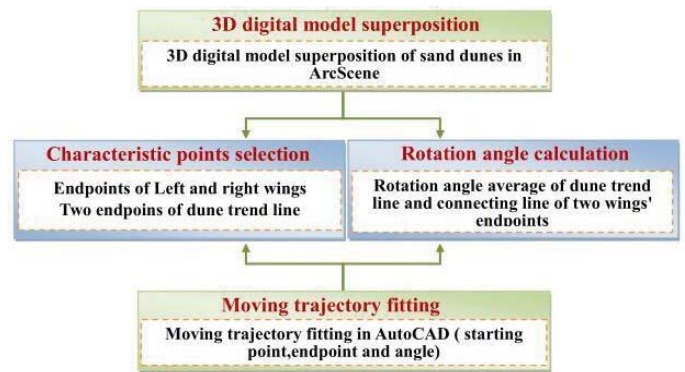 3D digital model superposition
3D digital model superposition of sand dunes in
ArcScene
Characteristic points selection
Endpoints of Left and right wings
Two endpoins of dune trend line
Rotation angle calculation
Rotation angle average of dune trend
line and connecting line of two wings'
endpoints
Moving trajectory fitting
Moving trajectory fitting in AutoCAD ( starting
point,endpoint and angle)